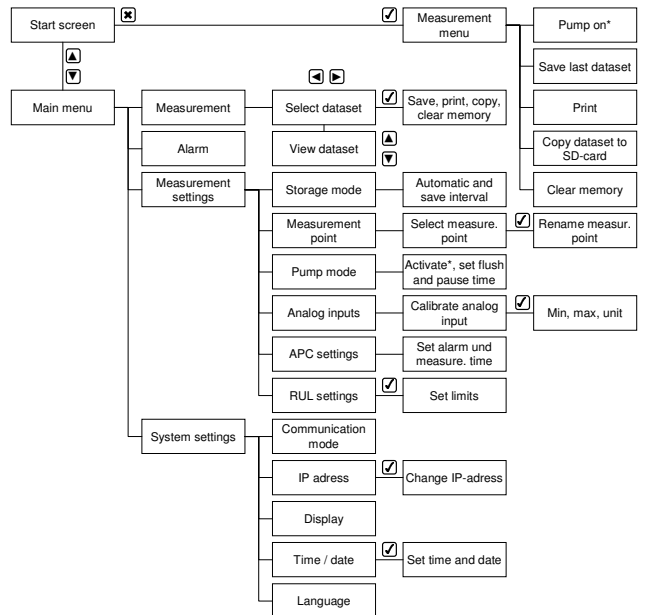 Start screen
Measurement
menu
Pump on*
Save last dataset
Print
Copy dataset to
SD-card
Clear memory
Main menu
Measurement
Select dataset
Save, print, copy,
clear memory
View dataset
Alarm
Measurement
settings
Storage mode
Automatic and
save interval
Measurement
point
Select measure.
point
Rename measur.
point
Pump mode
Activate*, set flush
and pause time
Analog inputs
Calibrate analog
input
Min, max, unit
APC settings
Set alarm und
measure. time
RUL settings
Set limits
System settings
Communication
mode
IP adress
Change IP-adress
Display
Time / date
Set time and date
Language